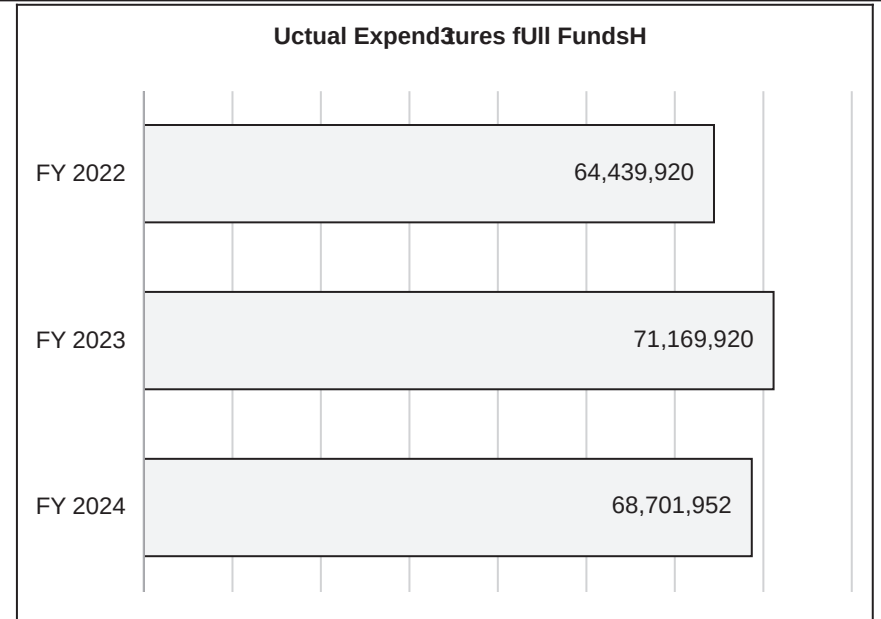 Uctual Expend3tures fUll FundsH
FY 2022 64,439,920
FY 2023 71,169,920
FY 2024 68,701,952